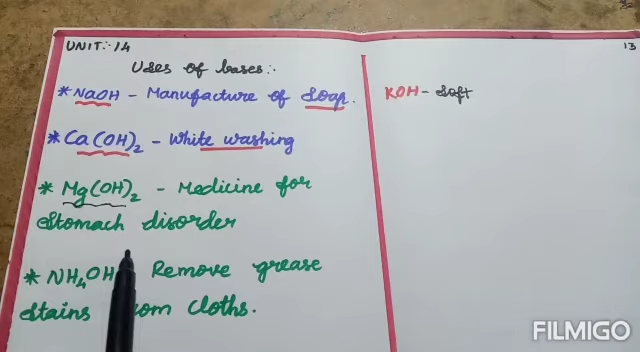 UNIT:- 14
13
Uses of bases:-
* NaOH - Manufacture of Soap.
* Ca(OH)2 - White washing
* Mg(OH)2 - Medicine for
Stomach disorder
* NH4OH Remove grease
Stains om cloths.
KOH - Soft
FILMIGO